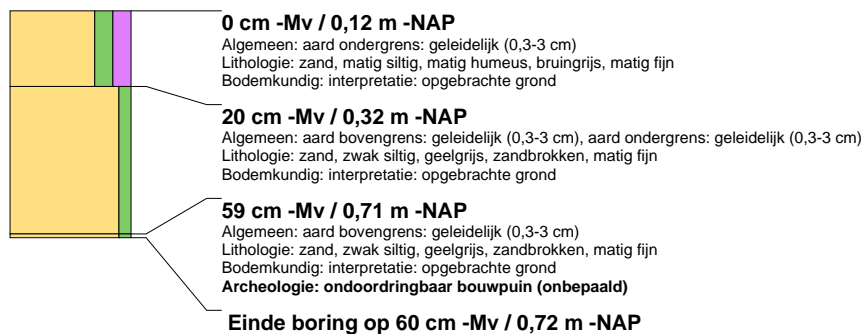 0 cm -Mv / 0,12 m -NAP
Algemeen: aard ondergrens: geleidelijk (0,3-3 cm)
Lithologie: zand, matig siltig, matig humeus, bruingrijs, matig fijn
Bodemkundig: interpretatie: opgebrachte grond
20 cm -Mv / 0,32 m -NAP
Algemeen: aard bovengrens: geleidelijk (0,3-3 cm), aard ondergrens: geleidelijk (0,3-3 cm)
Lithologie: zand, zwak siltig, geelgrijs, zandbrokken, matig fijn
Bodemkundig: interpretatie: opgebrachte grond
59 cm -Mv / 0,71 m -NAP
Algemeen: aard bovengrens: geleidelijk (0,3-3 cm)
Lithologie: zand, zwak siltig, geelgrijs, zandbrokken, matig fijn
Bodemkundig: interpretatie: opgebrachte grond
Archeologie: ondoordringbaar bouwpuin (onbepaald)
Einde boring op 60 cm -Mv / 0,72 m -NAP